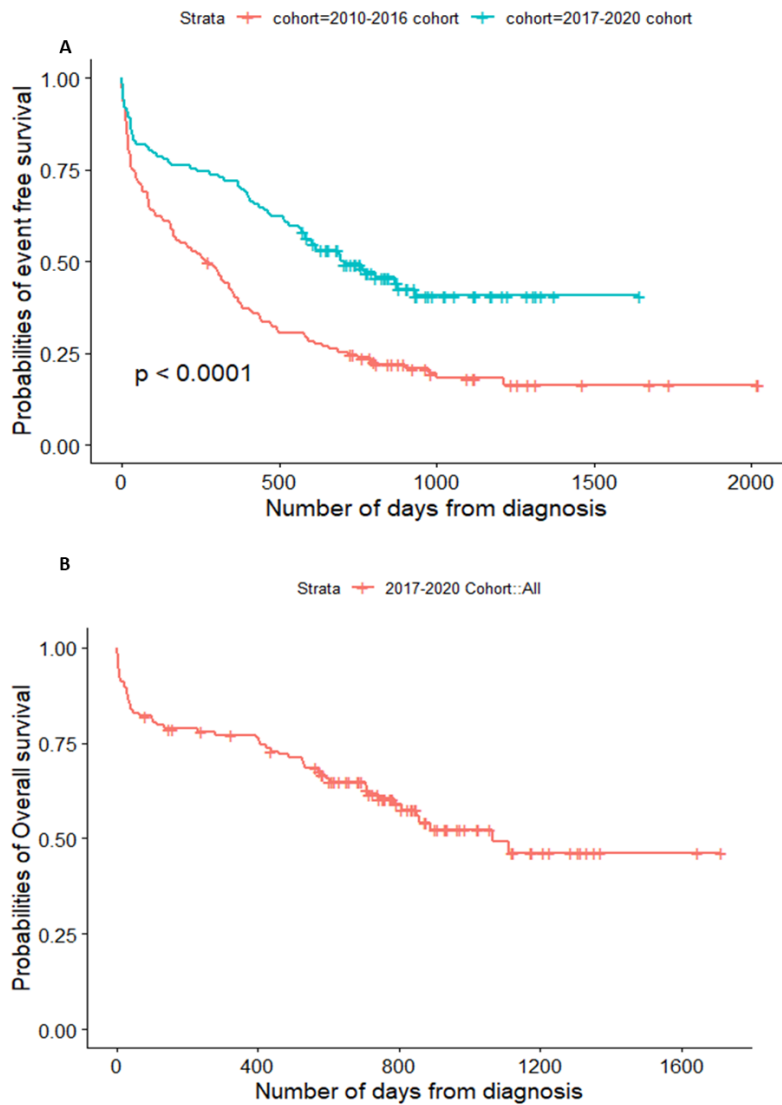 Strata cohort=2010-2016 cohort cohort=2017-2020 cohort
A
1.00
0.75
0.50
0.25
0.00
Probabilities of event free survival
p < 0.0001
0 500 1000 1500 2000
Number of days from diagnosis
B
Strata 2017-2020 Cohort::All
1.00
0.75
0.50
0.25
0.00
Probabilities of Overall survival
0 400 800 1200 1600
Number of days from diagnosis